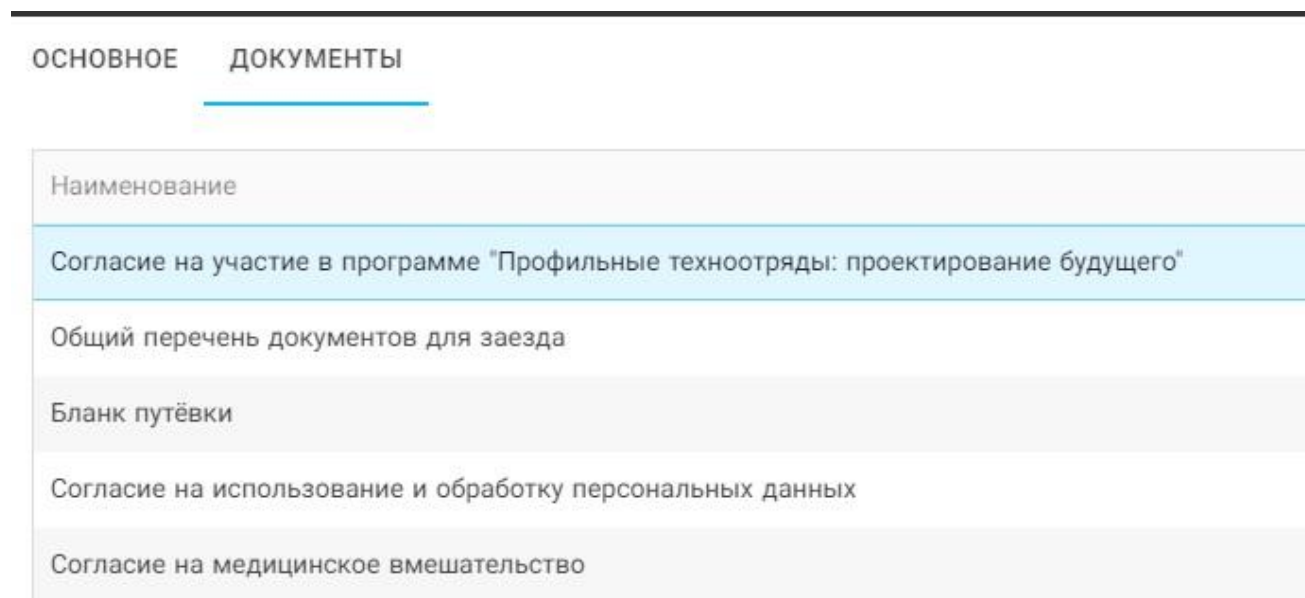 ОСНОВНОЕ ДОКУМЕНТЫ
Наименование
Согласие на участие в программе "Профильные техноотряды: проектирование будущего"
Общий перечень документов для заезда
Бланк путёвки
Согласие на использование и обработку персональных данных
Согласие на медицинское вмешательство